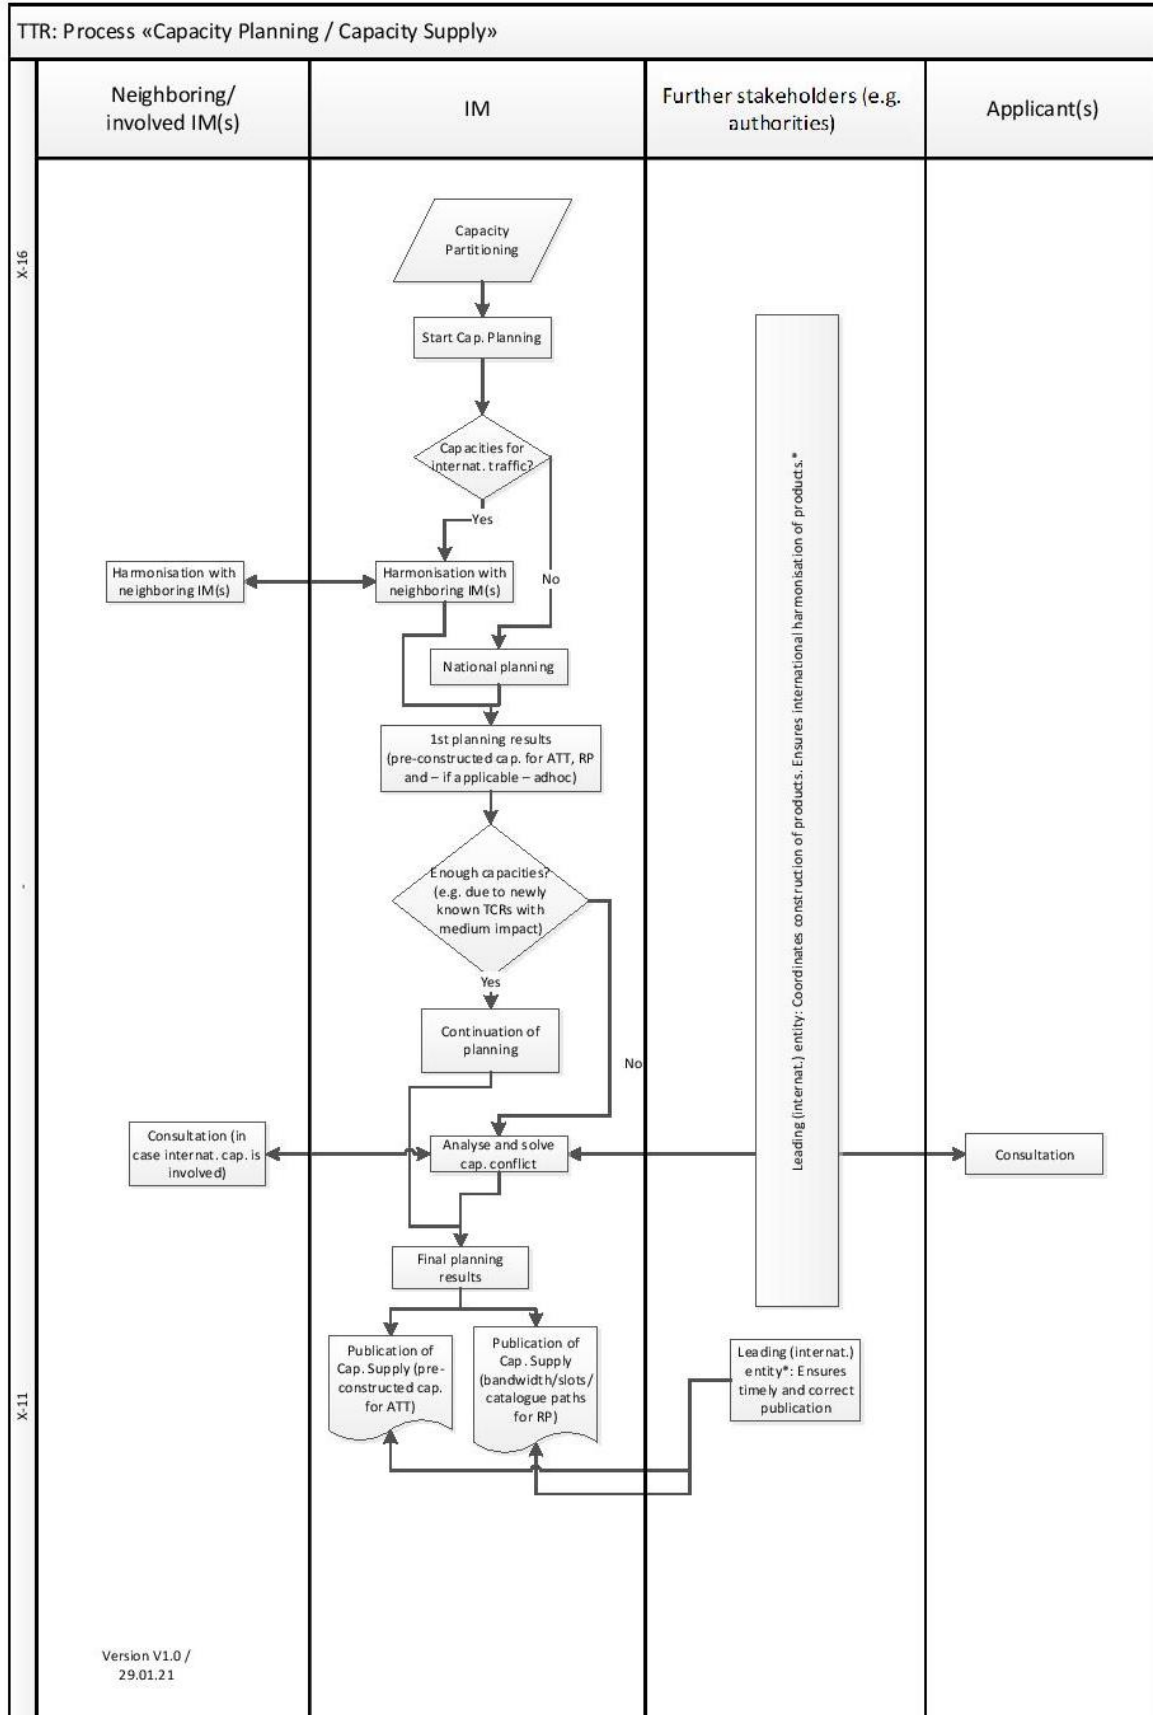 TTR: Process «Capacity Planning / Capacity Supply»
Neighboring/
involved IM(s)
IM
Further stakeholders (e.g.
authorities)
Applicant(s)
X-16
-
X-11
Capacity
Partitioning
Start Cap. Planning
Capacities for
internat. traffic?
Yes
No
Harmonisation with
neighboring IM(s)
Harmonisation with
neighboring IM(s)
National planning
1st planning results
(pre-constructed cap. for ATT, RP
and – if applicable – adhoc)
Enough capacities?
(e.g. due to newly
known TCRs with
medium impact)
Yes
No
Continuation of
planning
Consultation (in
case internat. cap. is
involved)
Analyse and solve
cap. conflict
Leading (internat.) entity: Coordinates construction of products. Ensures international harmonisation of products.*
Consultation
Final planning
results
Publication of
Cap. Supply (pre-
constructed cap.
for ATT)
Publication of
Cap. Supply
(bandwidth/slots/
catalogue paths
for RP)
Leading (internat.)
entity*: Ensures
timely and correct
publication
Version V1.0 /
29.01.21